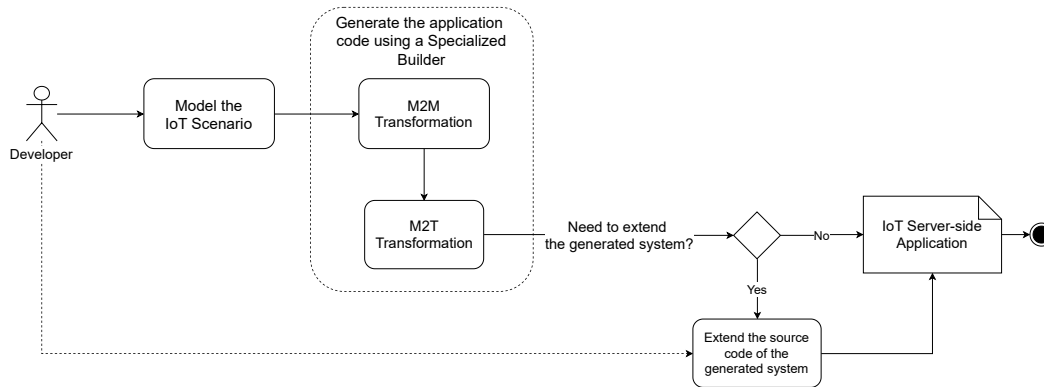 Generate the application
code using a Specialized
Builder
Developer
Model the
IoT Scenario
M2M
Transformation
M2T
Transformation
Need to extend
the generated system?
No
Yes
IoT Server-side
Application
Extend the source
code of the
generated system